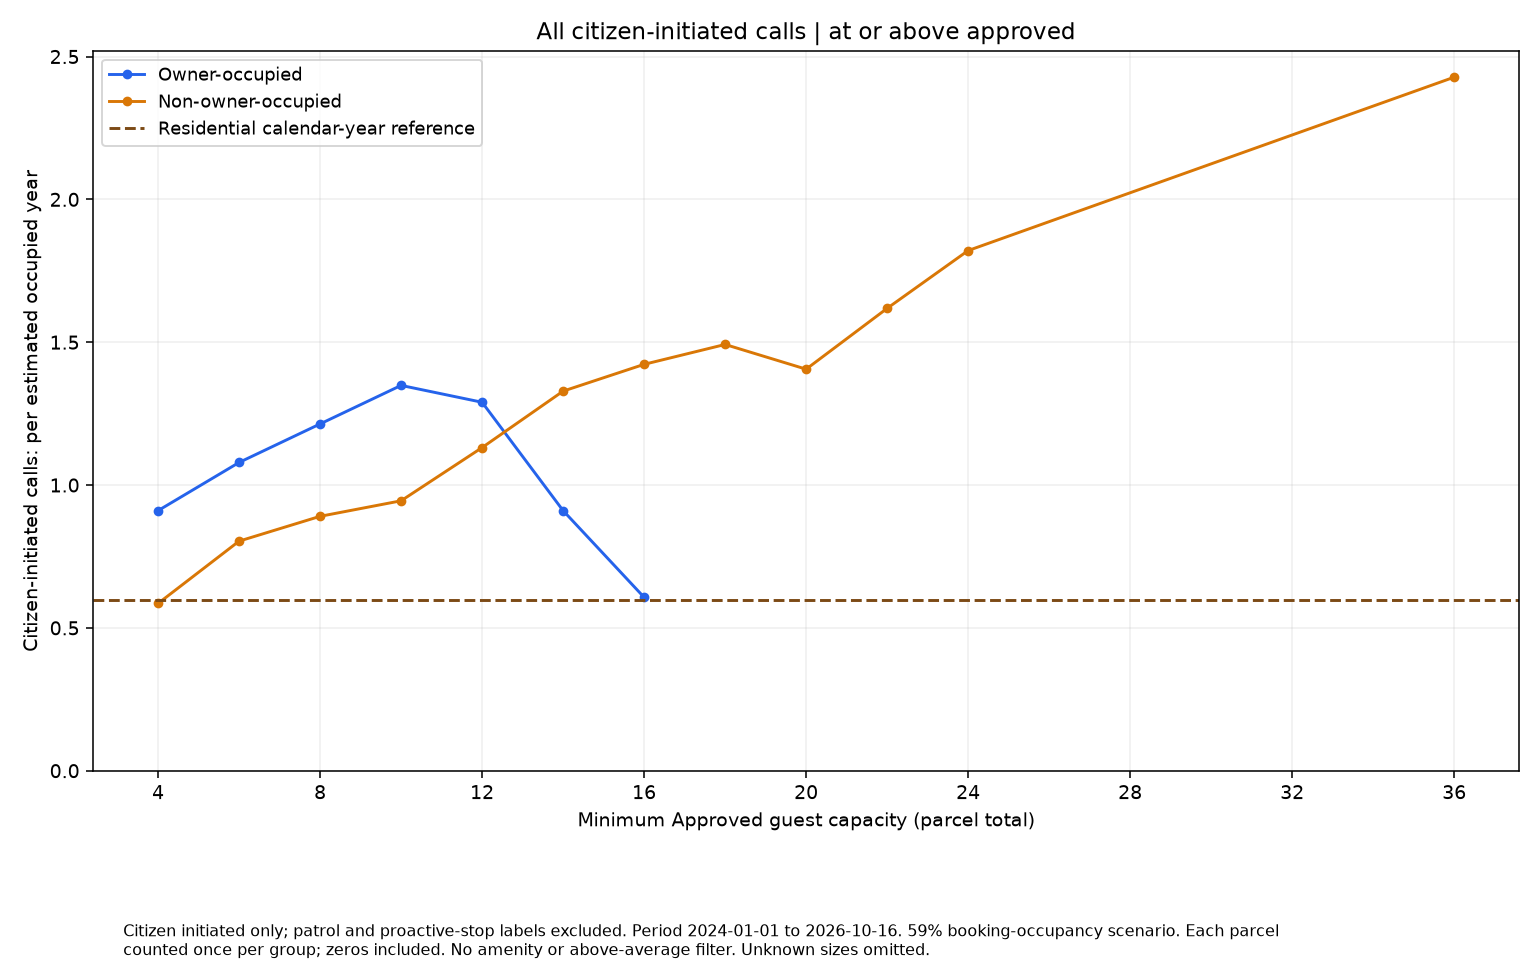 All citizen-initiated calls | at or above approved
Owner-occupied
Non-owner-occupied
Residential calendar-year reference
Citizen-initiated calls: per estimated occupied year
2.5
2.0
1.5
1.0
0.5
0.0
4 8 12 16 20 24 28 32 36
Minimum Approved guest capacity (parcel total)
Citizen initiated only; patrol and proactive-stop labels excluded. Period 2024-01-01 to 2026-10-16. 59% booking-occupancy scenario. Each parcel
counted once per group; zeros included. No amenity or above-average filter. Unknown sizes omitted.